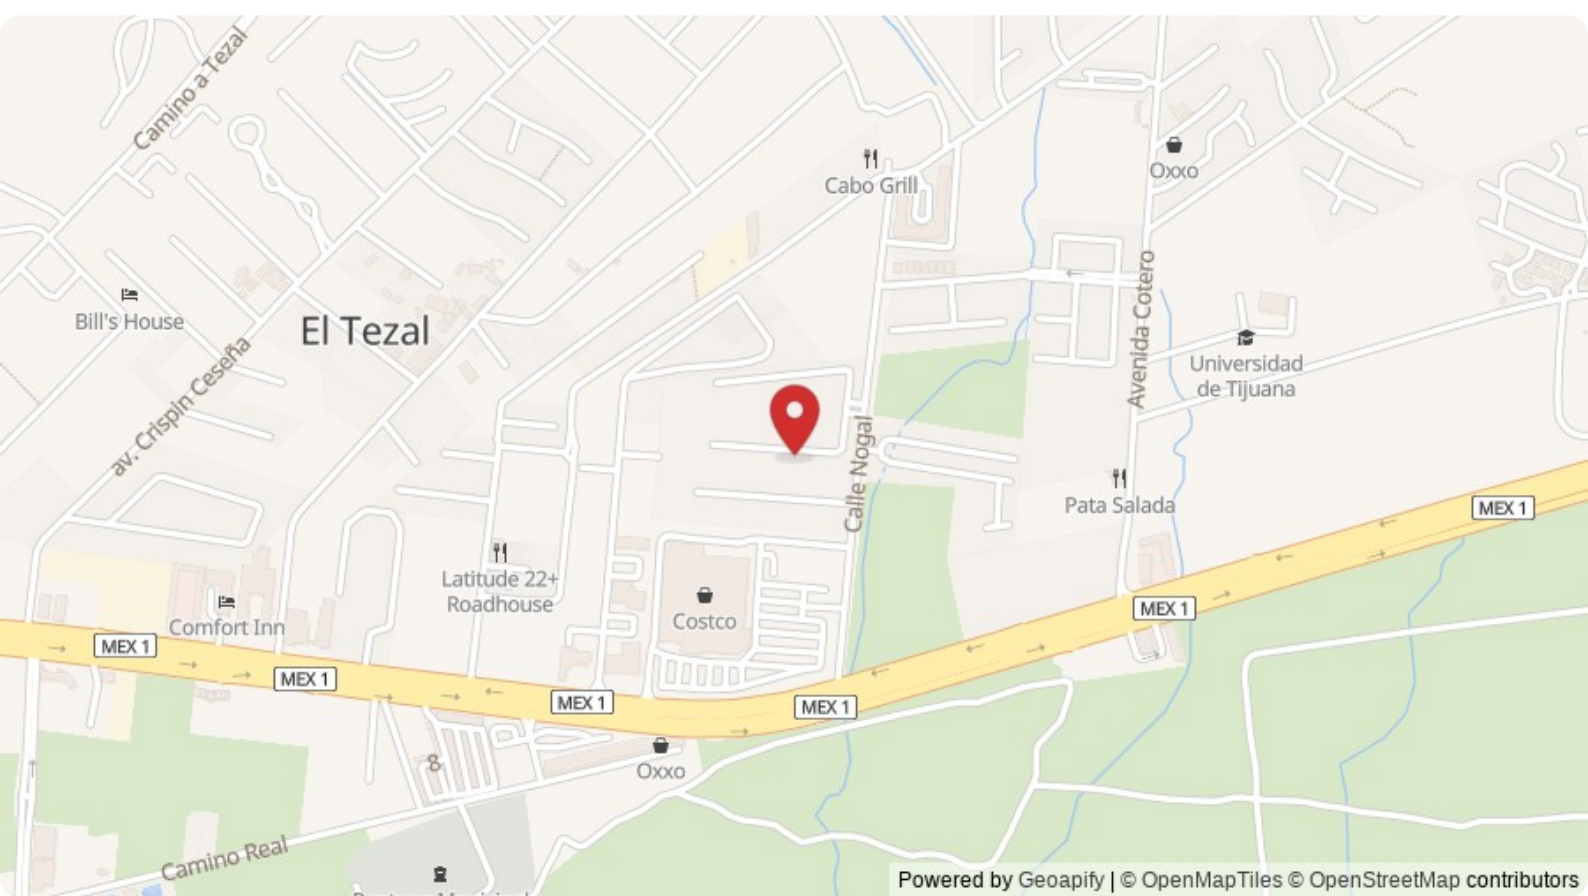 Camino a Tezal
Cabo Grill
Oxxo
Bill's House
El Tezal
av. Crispin Ceseña
Avenida Cotero
Universidad
de Tijuana
Calle Nogal
Pata Salada
MEX 1
Latitude 22+
Roadhouse
Costco
Comfort Inn
MEX 1
MEX 1
MEX 1
MEX 1
MEX 1
Oxxo
8
Camino Real
Powered by Geoapify | © OpenMapTiles © OpenStreetMap contributors